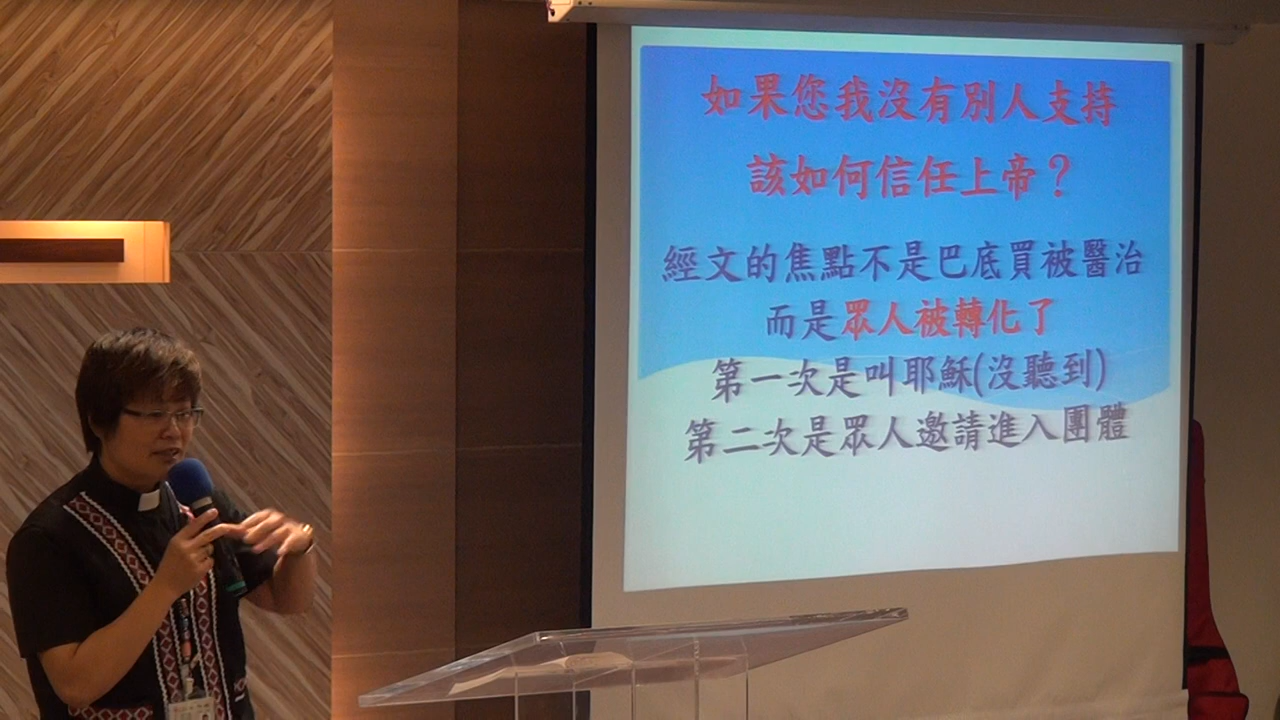 如果您我沒有別人支持
該如何信任上帝？
經文的焦點不是巴底買被醫治
而是眾人被轉化了
第一次是叫耶穌(沒聽到)
第二次是眾人邀請進入團體